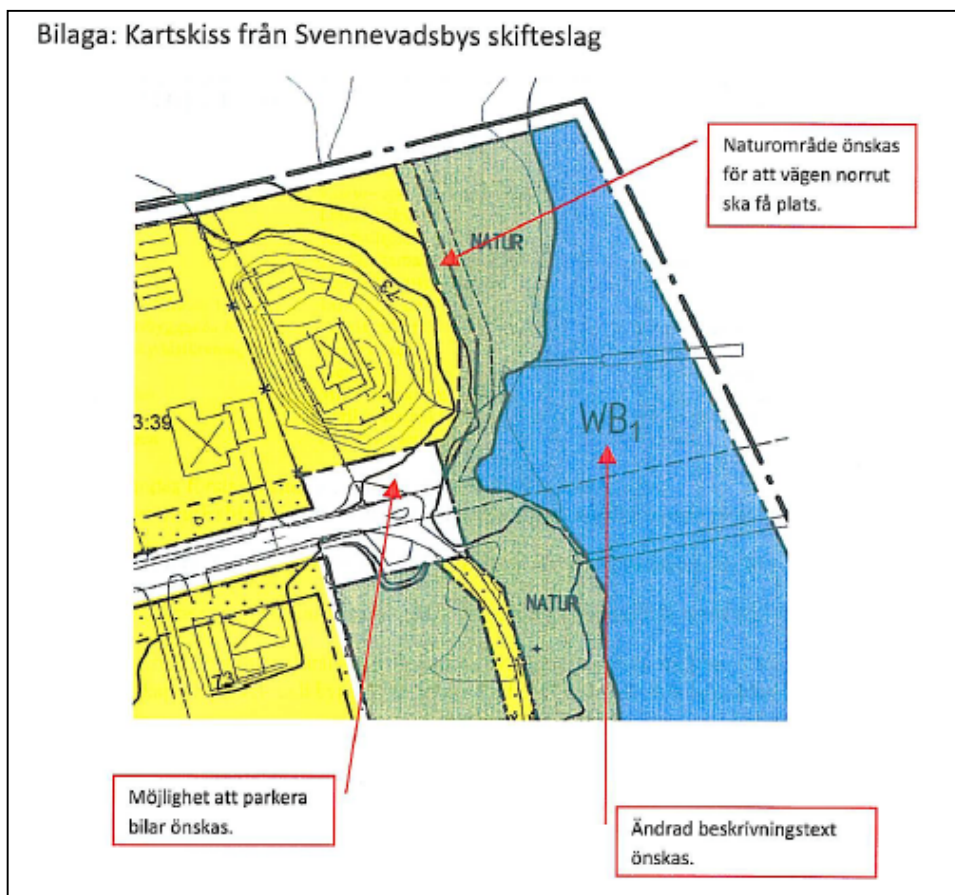 Bilaga: Kartskiss från Svennevadsbys skifteslag
Naturområde önskas
för att vägen norrut
ska få plats.
NATUR
73
WB₁
3:39
NATUR
73
Möjlighet att parkera
bilar önskas.
Ändrad beskrivningstext
önskas.